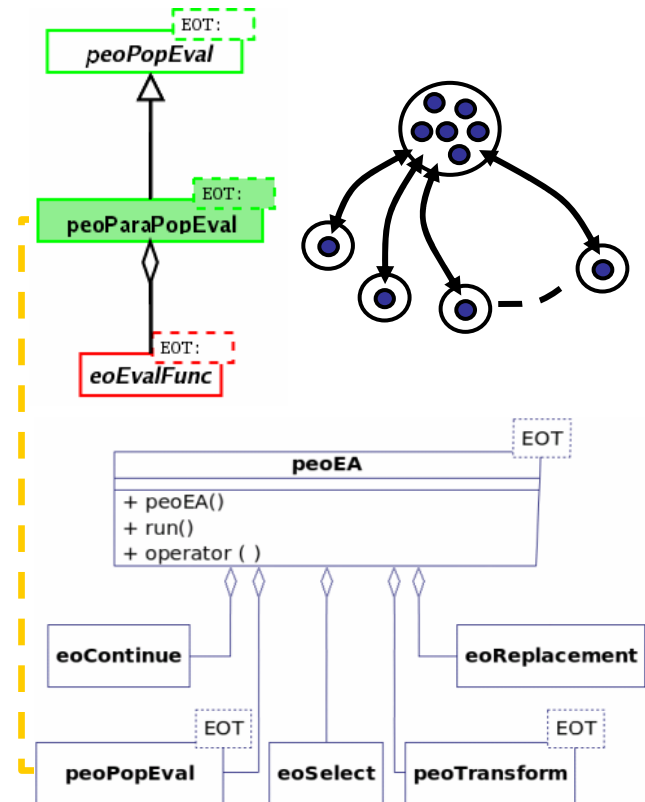 EOT:
peoPopEval
EOT:
peoParaPopEval
EOT:
eoEvalFunc
EOT
peoEA
+ peoEA()
+ run()
+ operator ( )
eoContinue
eoReplacement
EOT
EOT
peoPopEval
eoSelect
peoTransform